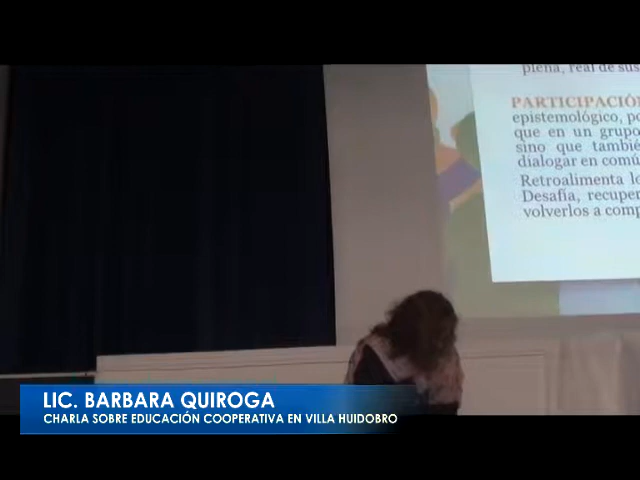 plena, real de sus
PARTICIPACIÓN
epistemológico, po
que en un grupo
sino que tambié
dialogar en comú
Retroalimenta lo
Desafía, recuper
volverlos a comp
LIC. BARBARA QUIROGA
CHARLA SOBRE EDUCACIÓN COOPERATIVA EN VILLA HUIDOBRO